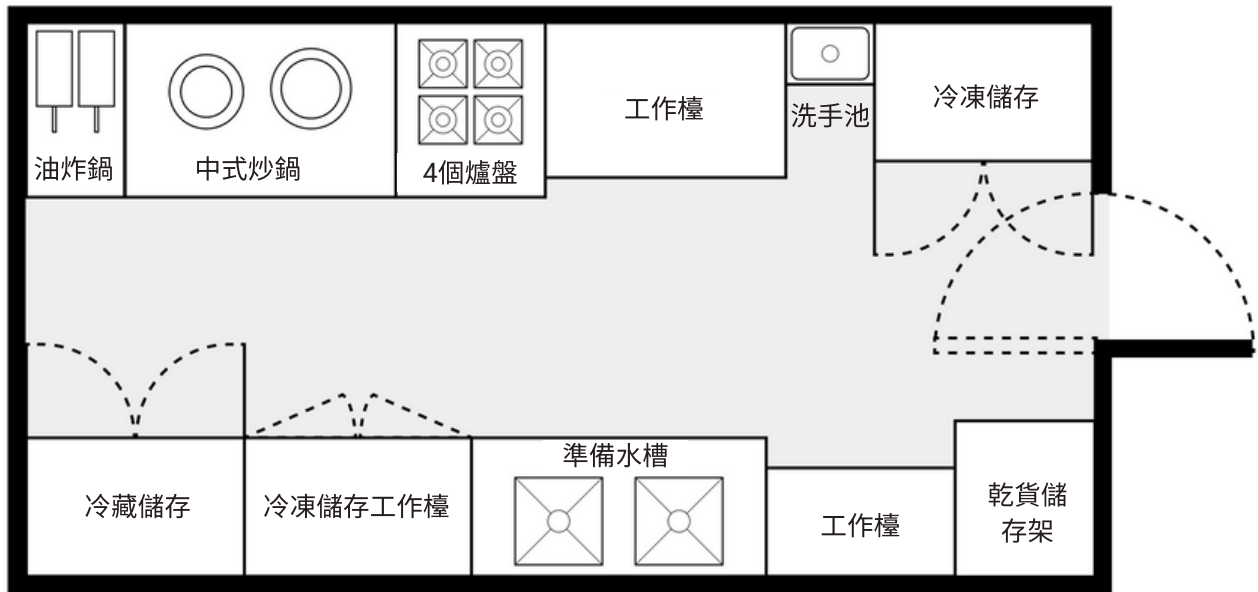 油炸鍋
中式炒鍋
4個爐盤
工作檯
洗手池
冷凍儲存
冷藏儲存
冷凍儲存工作檯
準備水槽
工作檯
乾貨儲
存架